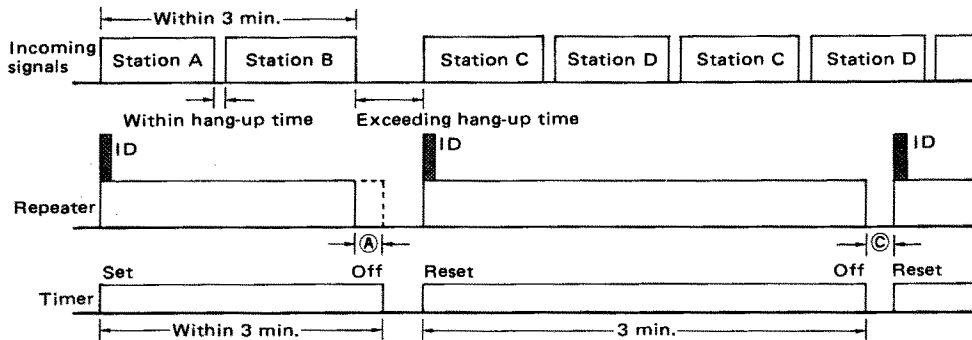 Within 3 min.
Incoming signals
Station A
Station B
Station C
Station D
Station C
Station D
Within hang-up time
Exceeding hang-up time
ID
ID
ID
Repeater
Ⓐ
Ⓒ
Set
Off
Reset
Off
Reset
Timer
Within 3 min.
3 min.